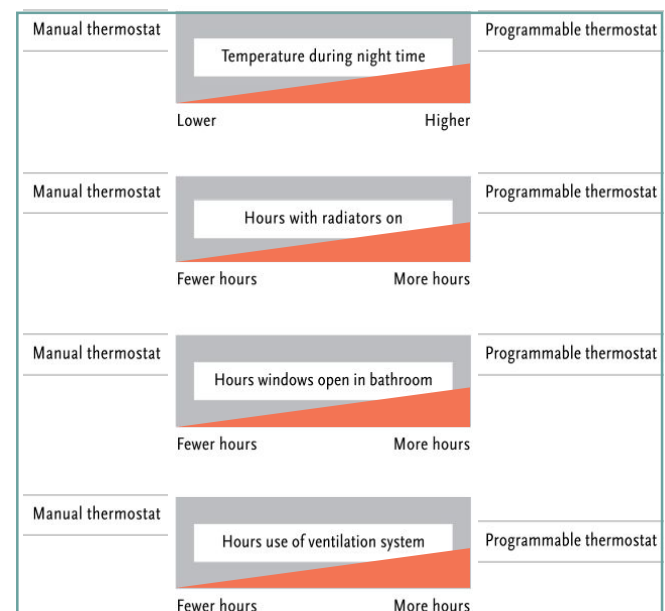 Manual thermostat
Programmable thermostat
Temperature during night time
Lower Higher
Manual thermostat
Programmable thermostat
Hours with radiators on
Fewer hours More hours
Manual thermostat
Programmable thermostat
Hours windows open in bathroom
Fewer hours More hours
Manual thermostat
Hours use of ventilation system
Programmable thermostat
Fewer hours More hours